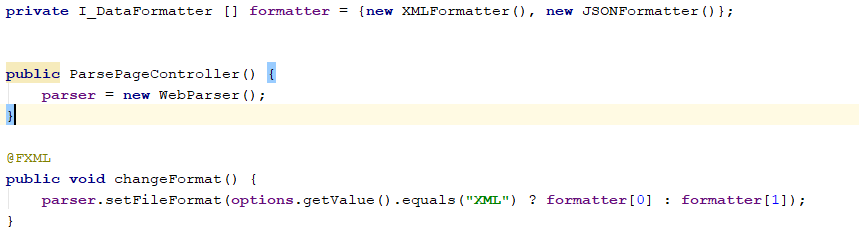 private I_DataFormatter [] formatter = {new XMLFormatter(), new JSONFormatter()};
public ParsePageController() {
    parser = new WebParser();
}
@FXML
public void changeFormat() {
    parser.setFileFormat(options.getValue().equals("XML") ? formatter[0] : formatter[1]);
}